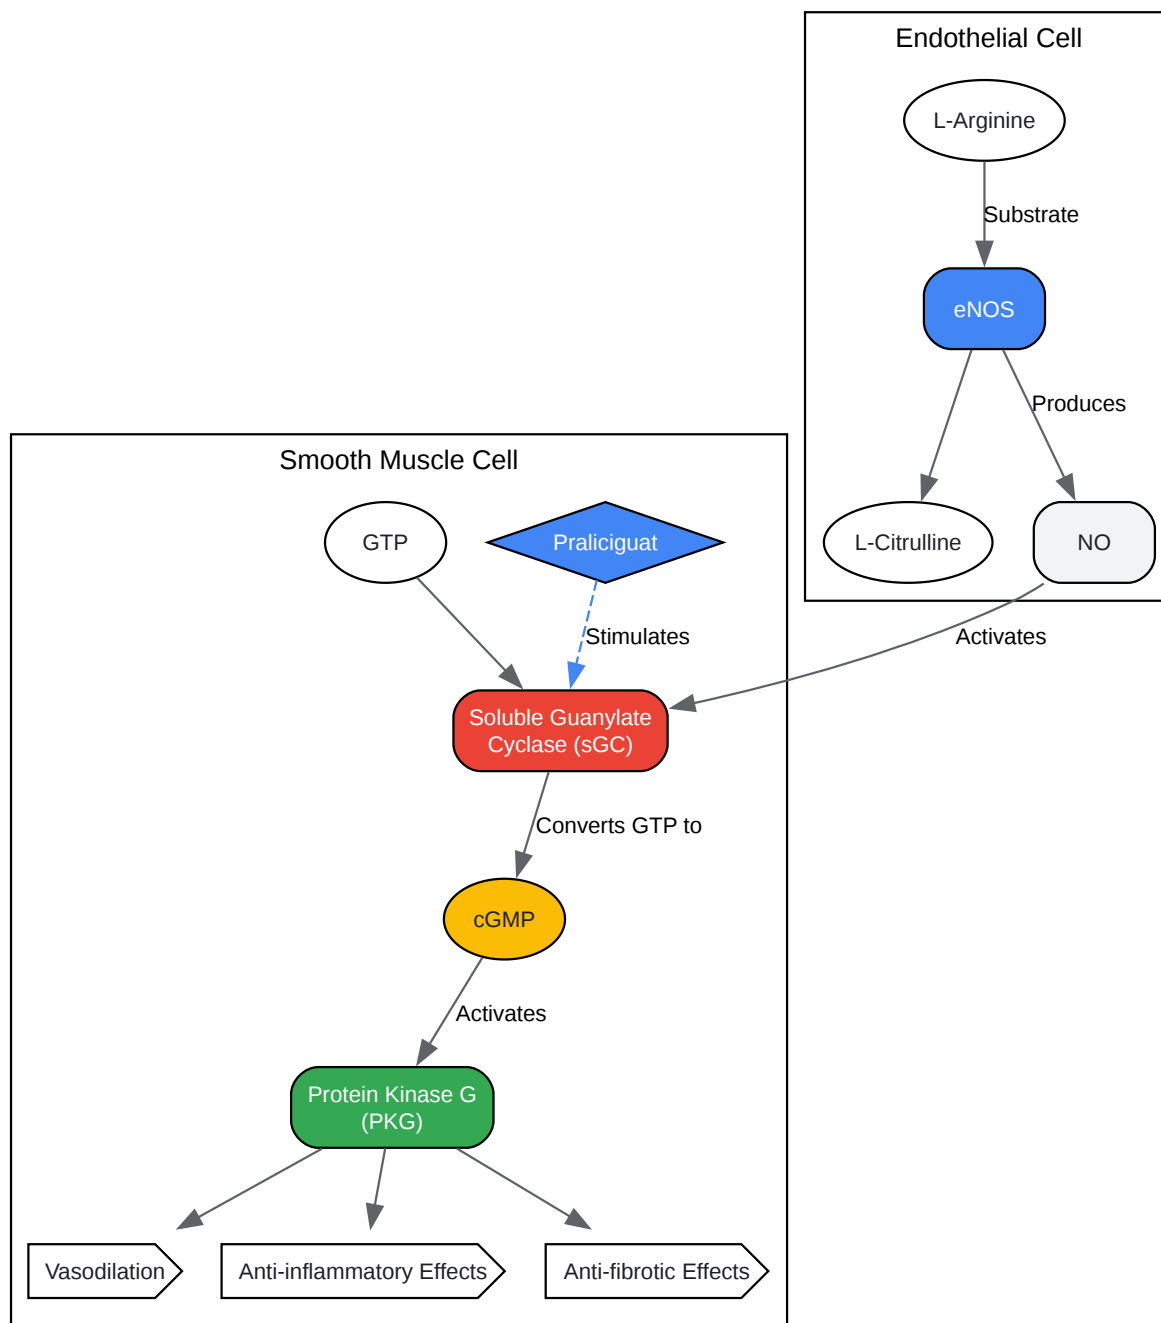 Endothelial Cell
L-Arginine
Substrate
eNOS
Produces
L-Citrulline
NO
Activates
Smooth Muscle Cell
GTP
Praliciguat
Stimulates
Soluble Guanylate
Cyclase (sGC)
Converts GTP to
cGMP
Activates
Protein Kinase G
(PKG)
Vasodilation
Anti-inflammatory Effects
Anti-fibrotic Effects